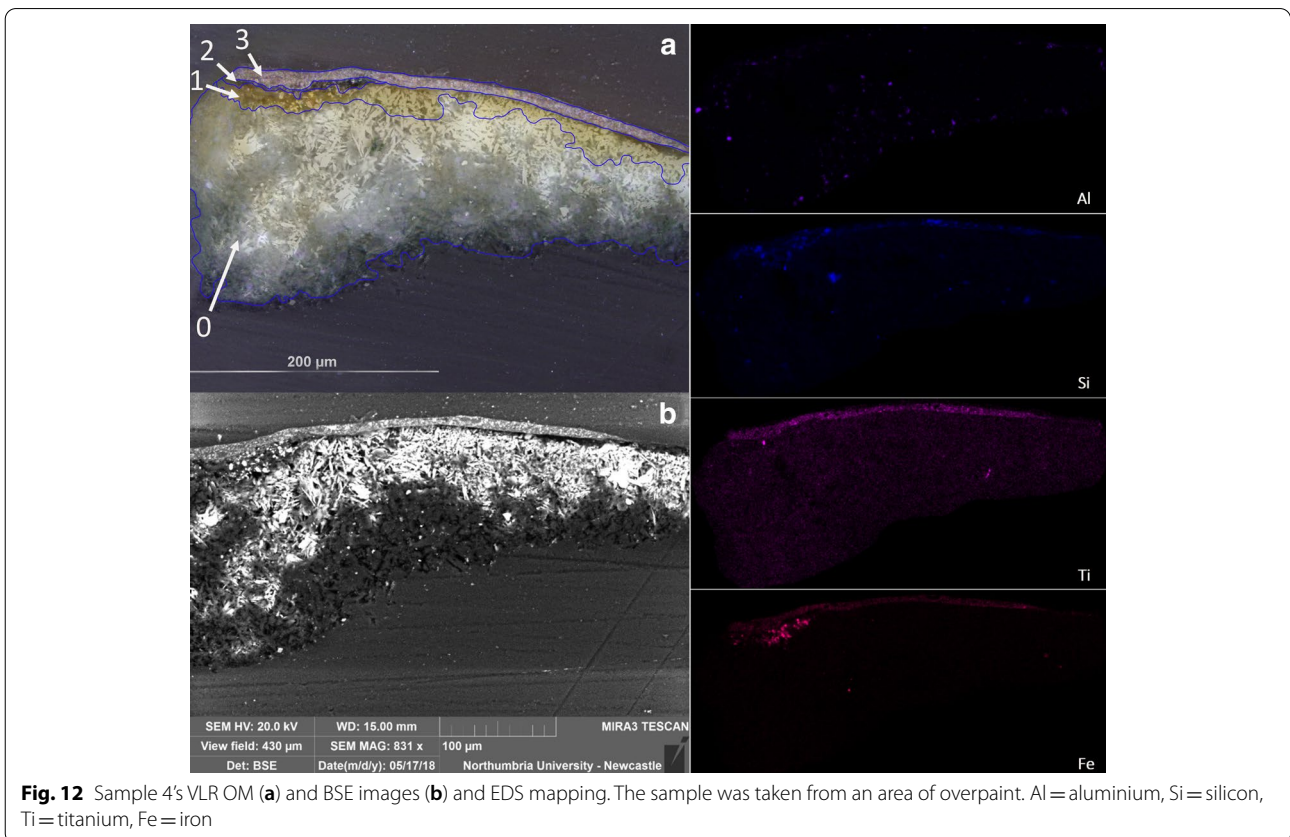 a
3
2
1
0
200 µm
Al
Si
Ti
Fe
b
SEM HV: 20.0 kV WD: 15.00 mm MIRA3 TESCAN
View field: 430 µm SEM MAG: 831 x 100 µm
Det: BSE Date(m/d/y): 05/17/18 Northumbria University - Newcastle
Fig. 12 Sample 4’s VLR OM (a) and BSE images (b) and EDS mapping. The sample was taken from an area of overpaint. Al = aluminium, Si = silicon,
Ti = titanium, Fe = iron